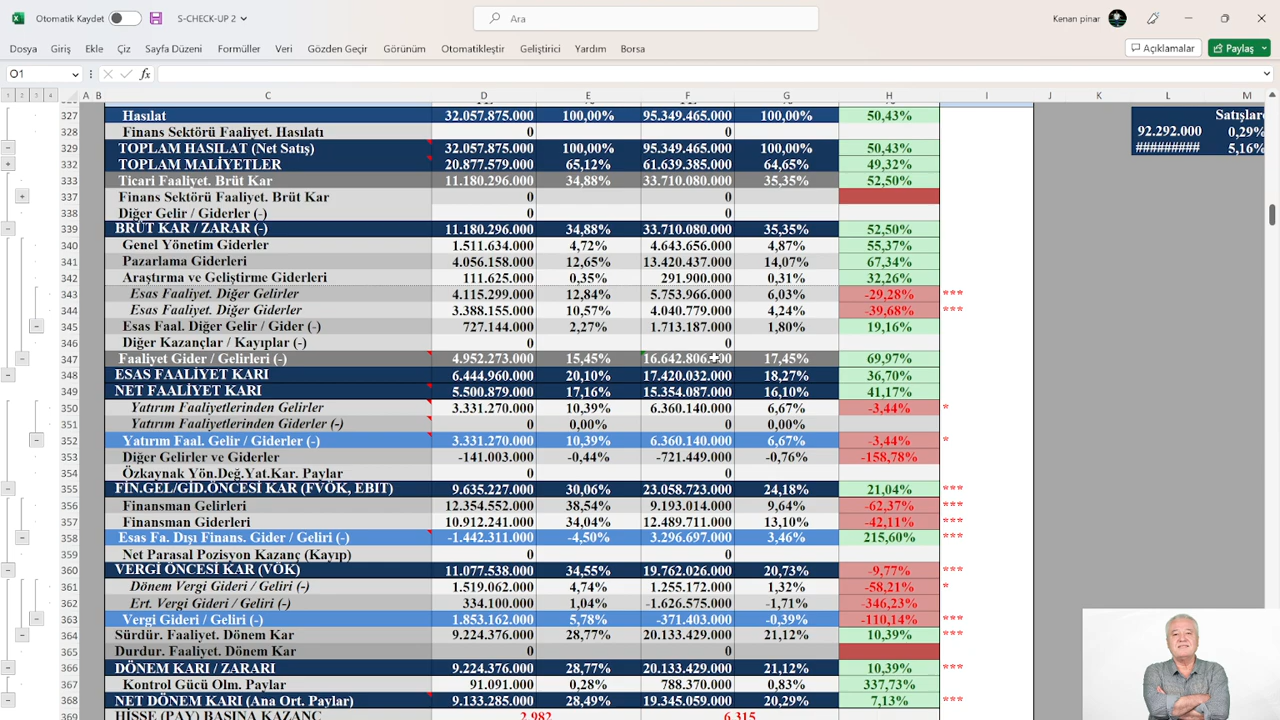 Otomatik Kaydet S-CHECK-UP 2 Ara Kenan pinar
Dosya Giriş Ekle Çiz Sayfa Düzeni Formüller Veri Gözden Geçir Görünüm Otomatikleştir Geliştirici Yardım Borsa Açıklamalar Paylaş
O1 fx
1 2 3 4 A B C D E F G H I J K L M
327 Hasılat 32.057.875.000 100,00% 95.349.465.000 100,00% 50,43% Satışlar
328 Finans Sektörü Faaliyet. Hasılatı 0 0 92.292.000 0,29%
329 TOPLAM HASILAT (Net Satış) 32.057.875.000 100,00% 95.349.465.000 100,00% 50,43% ######### 5,16%
332 TOPLAM MALİYETLER 20.877.579.000 65,12% 61.639.385.000 64,65% 49,32%
333 Ticari Faaliyet. Brüt Kar 11.180.296.000 34,88% 33.710.080.000 35,35% 52,50%
337 Finans Sektörü Faaliyet. Brüt Kar 0 0
338 Diğer Gelir / Giderler (-) 0 0
339 BRÜT KAR / ZARAR (-) 11.180.296.000 34,88% 33.710.080.000 35,35% 52,50%
340 Genel Yönetim Giderler 1.511.634.000 4,72% 4.643.656.000 4,87% 55,37%
341 Pazarlama Giderleri 4.056.158.000 12,65% 13.420.437.000 14,07% 67,34%
342 Araştırma ve Geliştirme Giderleri 111.625.000 0,35% 291.900.000 0,31% 32,26%
343 Esas Faaliyet. Diğer Gelirler 4.115.299.000 12,84% 5.753.966.000 6,03% -29,28% ***
344 Esas Faaliyet. Diğer Giderler 3.388.155.000 10,57% 4.040.779.000 4,24% -39,68% ***
345 Esas Faal. Diğer Gelir / Gider (-) 727.144.000 2,27% 1.713.187.000 1,80% 19,16%
346 Diğer Kazançlar / Kayıplar (-) 0 0
347 Faaliyet Gider / Gelirleri (-) 4.952.273.000 15,45% 16.642.806.000 17,45% 69,97%
348 ESAS FAALİYET KARI 6.444.960.000 20,10% 17.420.032.000 18,27% 36,70%
349 NET FAALİYET KARI 5.500.879.000 17,16% 15.354.087.000 16,10% 41,17%
350 Yatırım Faaliyetlerinden Gelirler 3.331.270.000 10,39% 6.360.140.000 6,67% -3,44% *
351 Yatırım Faaliyetlerinden Giderler (-) 0 0,00% 0 0,00%
352 Yatırım Faal. Gelir / Giderler (-) 3.331.270.000 10,39% 6.360.140.000 6,67% -3,44% *
353 Diğer Gelirler ve Giderler -141.003.000 -0,44% -721.449.000 -0,76% -158,78%
354 Özkaynak Yön.Değ.Yat.Kar. Paylar 0 0
355 FİN.GEL/GİD.ÖNCESİ KAR (FVÖK, EBIT) 9.635.227.000 30,06% 23.058.723.000 24,18% 21,04% ***
356 Finansman Gelirleri 12.354.552.000 38,54% 9.193.014.000 9,64% -62,37% ***
357 Finansman Giderleri 10.912.241.000 34,04% 12.489.711.000 13,10% -42,11% ***
358 Esas Fa. Dışı Finans. Gider / Geliri (-) -1.442.311.000 -4,50% 3.296.697.000 3,46% 215,60% ***
359 Net Parasal Pozisyon Kazanç (Kayıp) 0 0
360 VERGİ ÖNCESİ KAR (VÖK) 11.077.538.000 34,55% 19.762.026.000 20,73% -9,77% ***
361 Dönem Vergi Gideri / Geliri (-) 1.519.062.000 4,74% 1.255.172.000 1,32% -58,21% *
362 Ert. Vergi Gideri / Geliri (-) 334.100.000 1,04% -1.626.575.000 -1,71% -346,23%
363 Vergi Gideri / Geliri (-) 1.853.162.000 5,78% -371.403.000 -0,39% -110,14% ***
364 Sürdür. Faaliyet. Dönem Kar 9.224.376.000 28,77% 20.133.429.000 21,12% 10,39% ***
365 Durdur. Faaliyet. Dönem Kar 0 0
366 DÖNEM KARI / ZARARI 9.224.376.000 28,77% 20.133.429.000 21,12% 10,39% ***
367 Kontrol Gücü Olm. Paylar 91.091.000 0,28% 788.370.000 0,83% 337,73%
368 NET DÖNEM KARI (Ana Ort. Paylar) 9.133.285.000 28,49% 19.345.059.000 20,29% 7,13% ***
369 HİSSE (PAY) BAŞINA KAZANÇ 2,982 6,315